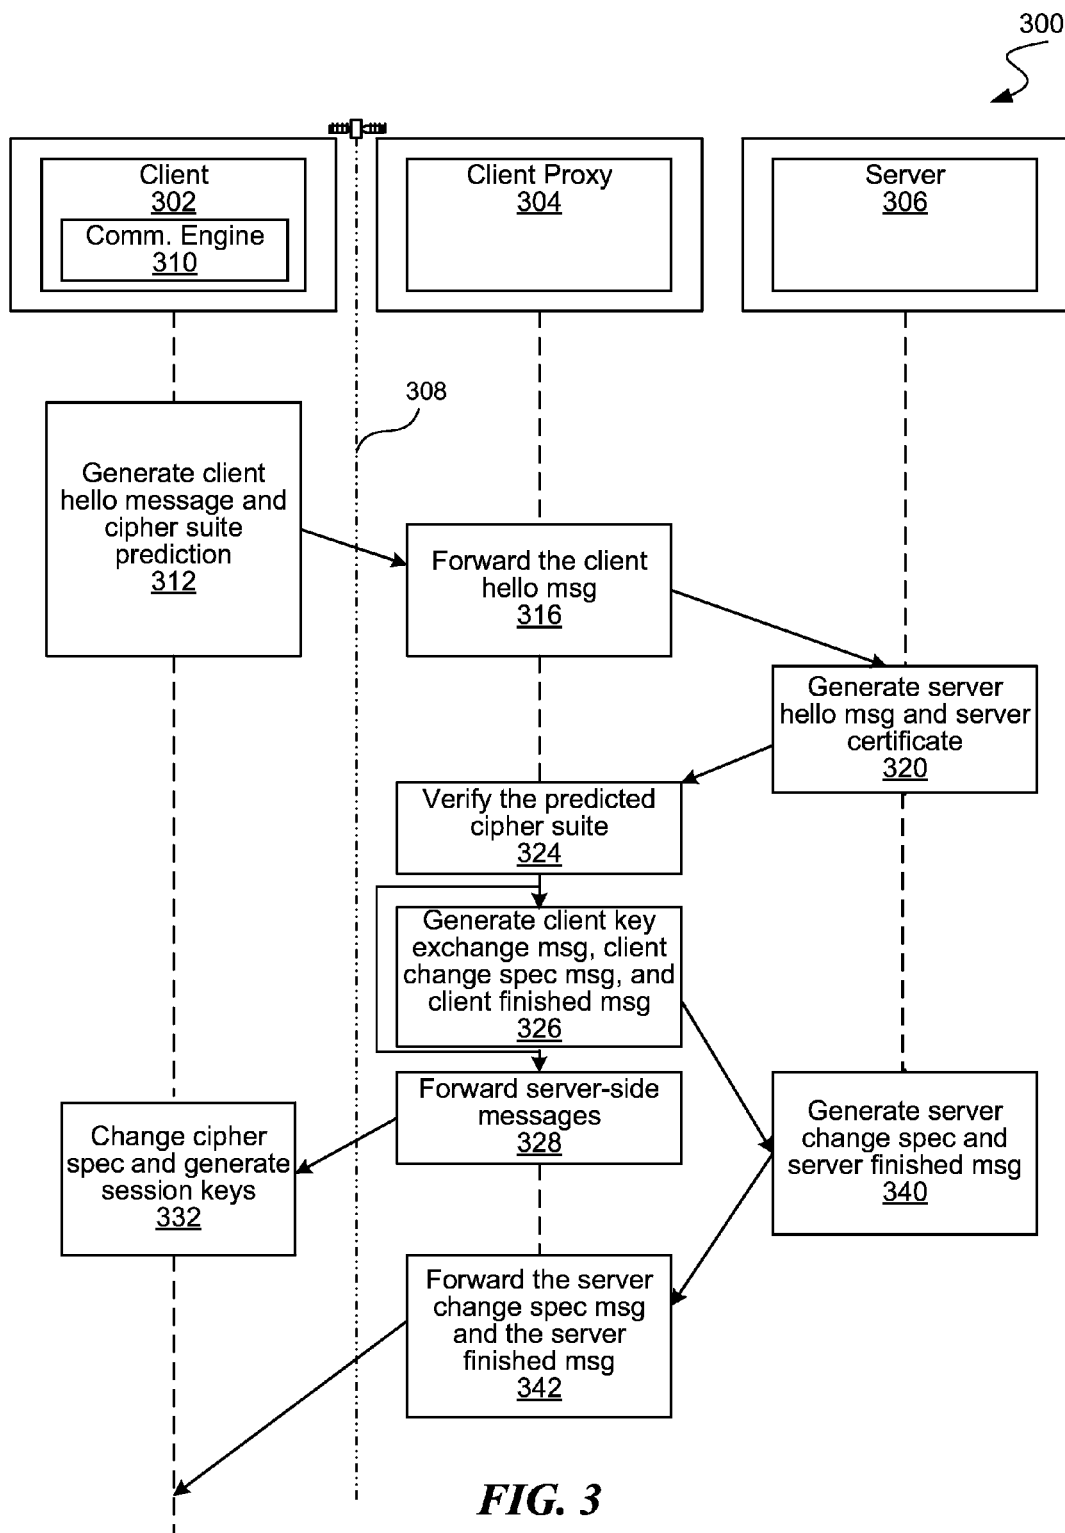 300
Client
302
Comm. Engine
310
Client Proxy
304
Server
306
308
Generate client
hello message and
cipher suite
prediction
312
Forward the client
hello msg
316
Generate server
hello msg and server
certificate
320
Verify the predicted
cipher suite
324
Generate client key
exchange msg, client
change spec msg, and
client finished msg
326
Forward server-side
messages
328
Change cipher
spec and generate
session keys
332
Generate server
change spec and
server finished msg
340
Forward the server
change spec msg
and the server
finished msg
342
FIG. 3